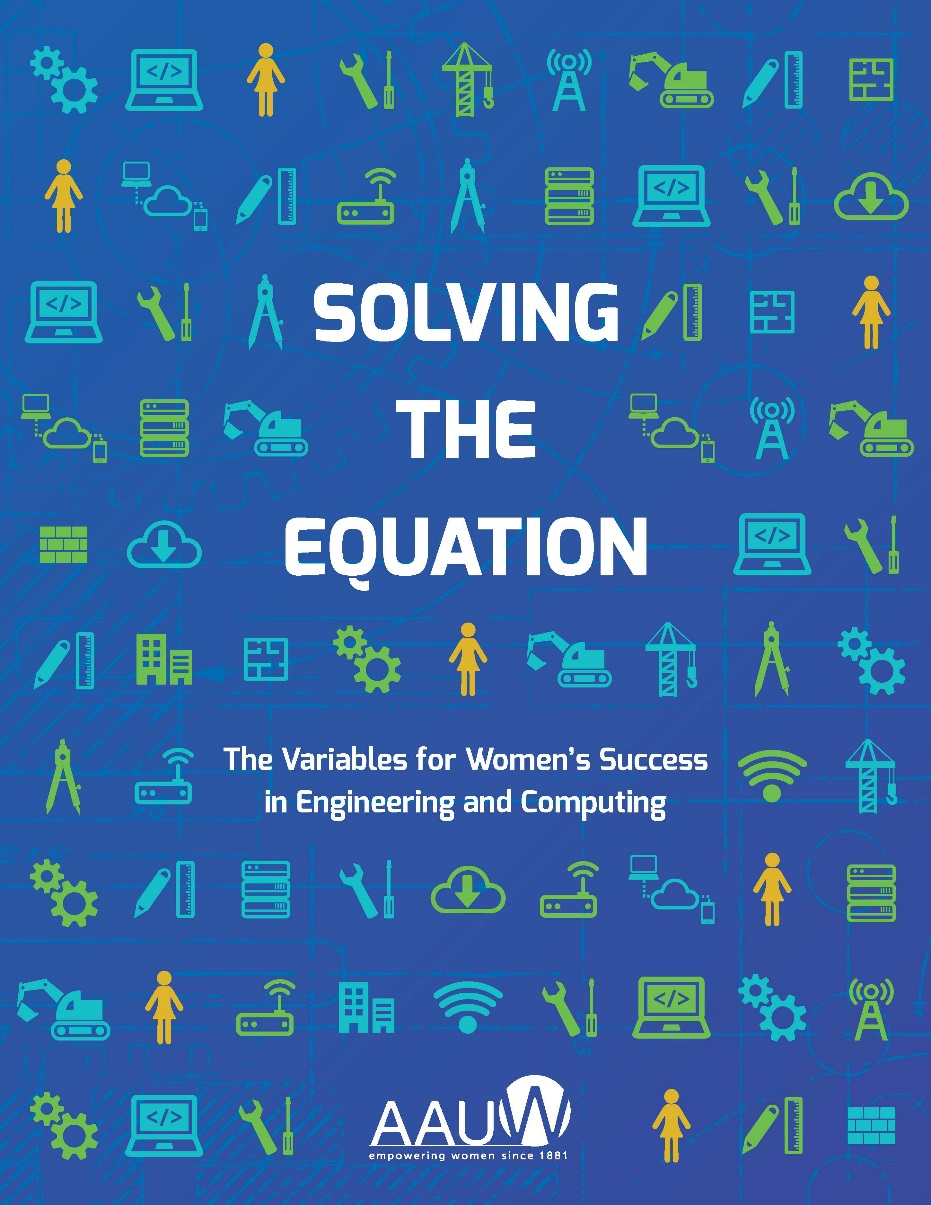 </>
</>
SOLVING
</>
THE
EQUATION
</>
The Variables for Women's Success
in Engineering and Computing
</>
</>
AAUW
empowering women since 1881